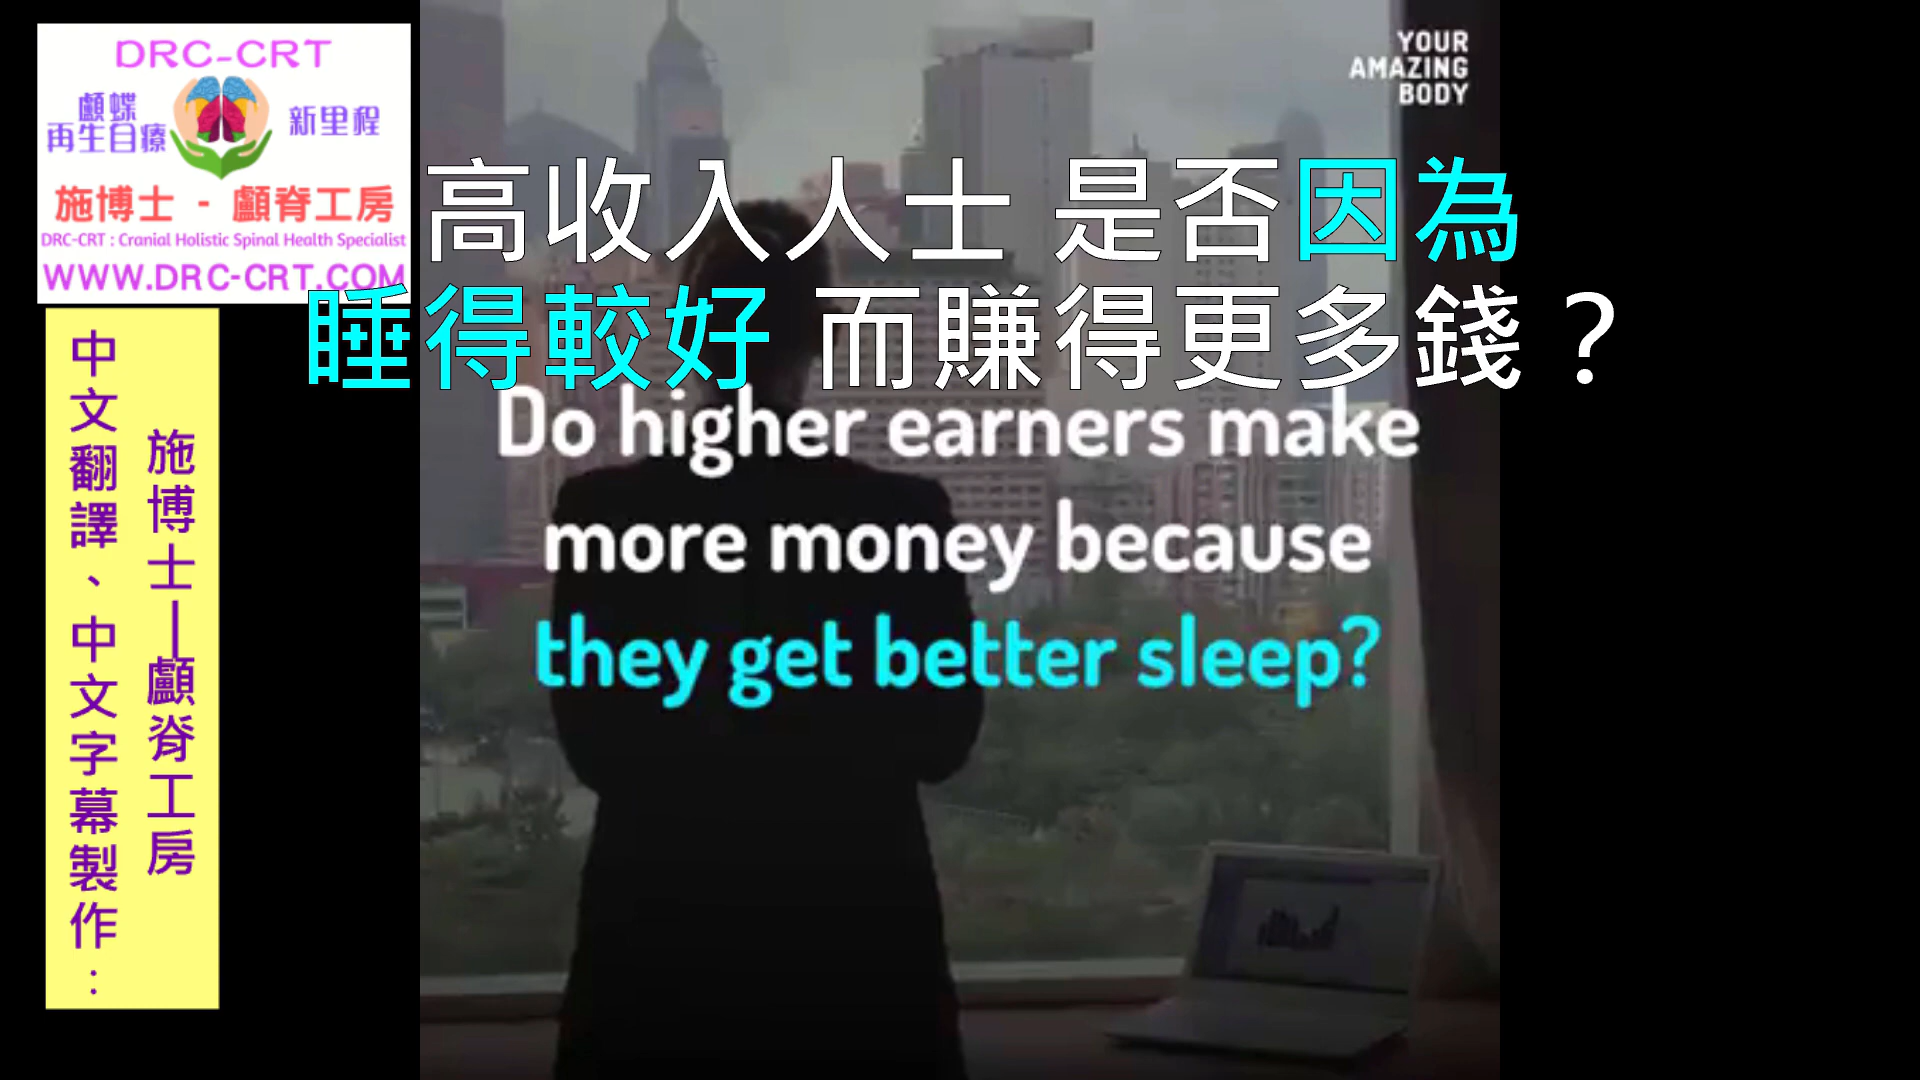 DRC-CRT
顱蝶
再生自療
新里程
施博士 - 顱脊工房
DRC-CRT : Cranial Holistic Spinal Health Specialist
WWW.DRC-CRT.COM
中文翻譯、中文字幕製作：
施博士—顱脊工房
YOUR
AMAZING
BODY
高收入人士 是否因為
睡得較好 而賺得更多錢？
Do higher earners make
more money because
they get better sleep?